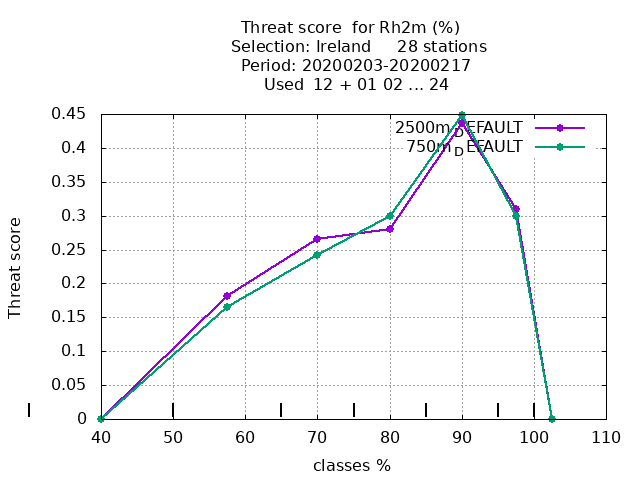 Threat score  for Rh2m (%)
Selection: Ireland     28 stations
Period: 20200203-20200217
Used  12 + 01 02 ... 24
2500m_DEFAULT
750m_DEFAULT
0.45
0.4
0.35
0.3
0.25
0.2
0.15
0.1
0.05
0
Threat score
40 50 60 70 80 90 100 110
classes %